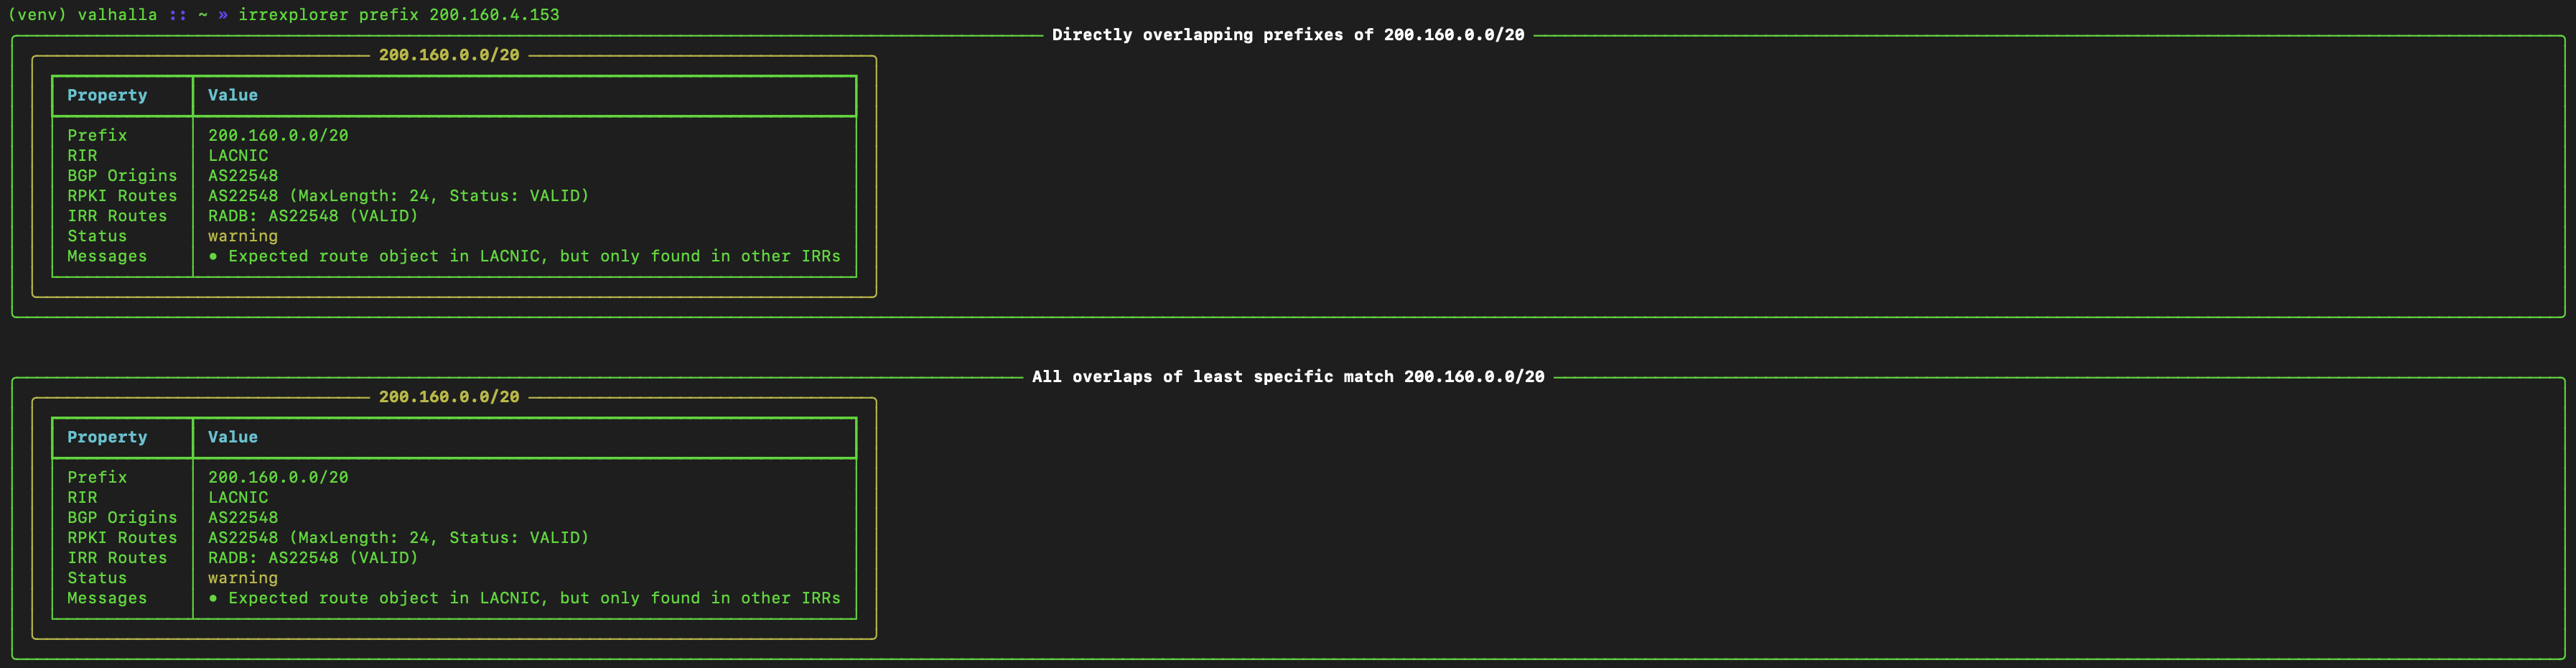 (venv) valhalla :: ~ » irrexplorer prefix 200.160.4.153
Directly overlapping prefixes of 200.160.0.0/20
200.160.0.0/20
Property Value
Prefix 200.160.0.0/20
RIR LACNIC
BGP Origins AS22548
RPKI Routes AS22548 (MaxLength: 24, Status: VALID)
IRR Routes RADB: AS22548 (VALID)
Status warning
Messages • Expected route object in LACNIC, but only found in other IRRs
All overlaps of least specific match 200.160.0.0/20
200.160.0.0/20
Property Value
Prefix 200.160.0.0/20
RIR LACNIC
BGP Origins AS22548
RPKI Routes AS22548 (MaxLength: 24, Status: VALID)
IRR Routes RADB: AS22548 (VALID)
Status warning
Messages • Expected route object in LACNIC, but only found in other IRRs